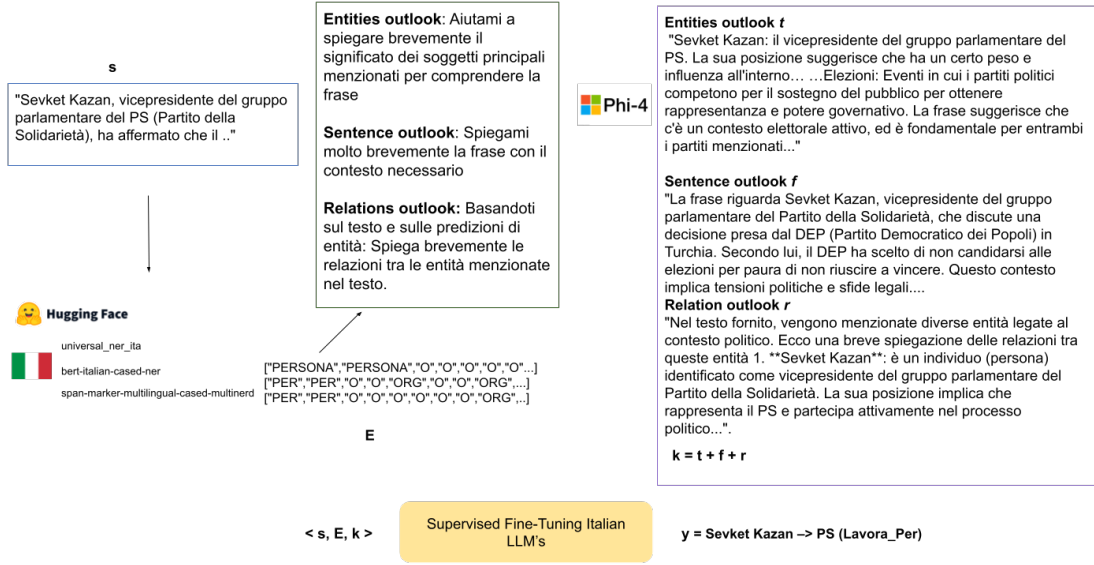 s
"Sevket Kazan, vicepresidente del gruppo
parlamentare del PS (Partito della
Solidarietà), ha affermato che il .."
Hugging Face
universal_ner_ita
bert-italian-cased-ner
span-marker-multilingual-cased-multinerd
Entities outlook: Aiutami a
spiegare brevemente il
significato dei soggetti principali
menzionati per comprendere la
frase
Sentence outlook: Spiegami
molto brevemente la frase con il
contesto necessario
Relations outlook: Basandoti
sul testo e sulle predizioni di
entità: Spiega brevemente le
relazioni tra le entità menzionate
nel testo.
["PERSONA","PERSONA","O","O","O","O","O"...]
["PER","PER","O","O","ORG","O","O","ORG",...]
["PER","PER","O","O","O","O","O","O","ORG",..]
E
Phi-4
Entities outlook t
"Sevket Kazan: il vicepresidente del gruppo parlamentare del
PS. La sua posizione suggerisce che ha un certo peso e
influenza all'interno… …Elezioni: Eventi in cui i partiti politici
competono per il sostegno del pubblico per ottenere
rappresentanza e potere governativo. La frase suggerisce che
c'è un contesto elettorale attivo, ed è fondamentale per entrambi
i partiti menzionati..."
Sentence outlook f
"La frase riguarda Sevket Kazan, vicepresidente del gruppo
parlamentare del Partito della Solidarietà, che discute una
decisione presa dal DEP (Partito Democratico dei Popoli) in
Turchia. Secondo lui, il DEP ha scelto di non candidarsi alle
elezioni per paura di non riuscire a vincere. Questo contesto
implica tensioni politiche e sfide legali....
Relation outlook r
"Nel testo fornito, vengono menzionate diverse entità legate al
contesto politico. Ecco una breve spiegazione delle relazioni tra
queste entità 1. **Sevket Kazan**: è un individuo (persona)
identificato come vicepresidente del gruppo parlamentare del
Partito della Solidarietà. La sua posizione implica che
rappresenta il PS e partecipa attivamente nel processo
politico...".
k = t + f + r
< s, E, k >
Supervised Fine-Tuning Italian
LLM's
y = Sevket Kazan –> PS (Lavora_Per)